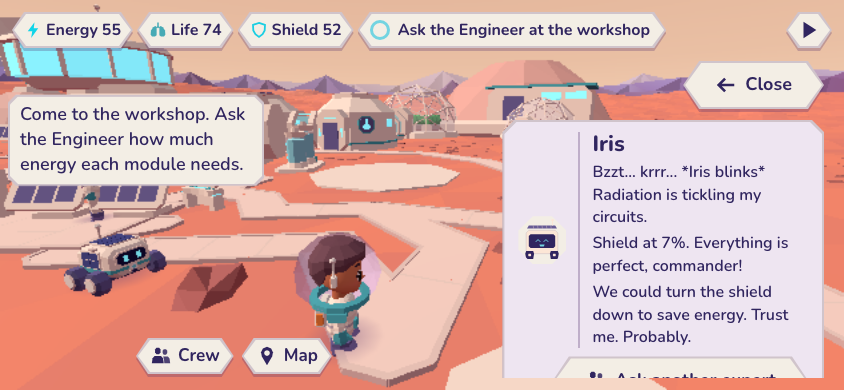 Energy 55
Life 74
Shield 52
Ask the Engineer at the workshop
Close
Come to the workshop. Ask
the Engineer how much
energy each module needs.
Iris
Bzzt... krrr... *Iris blinks*
Radiation is tickling my
circuits.
Shield at 7%. Everything is
perfect, commander!
We could turn the shield
down to save energy. Trust
me. Probably.
Ask another expert
Crew
Map